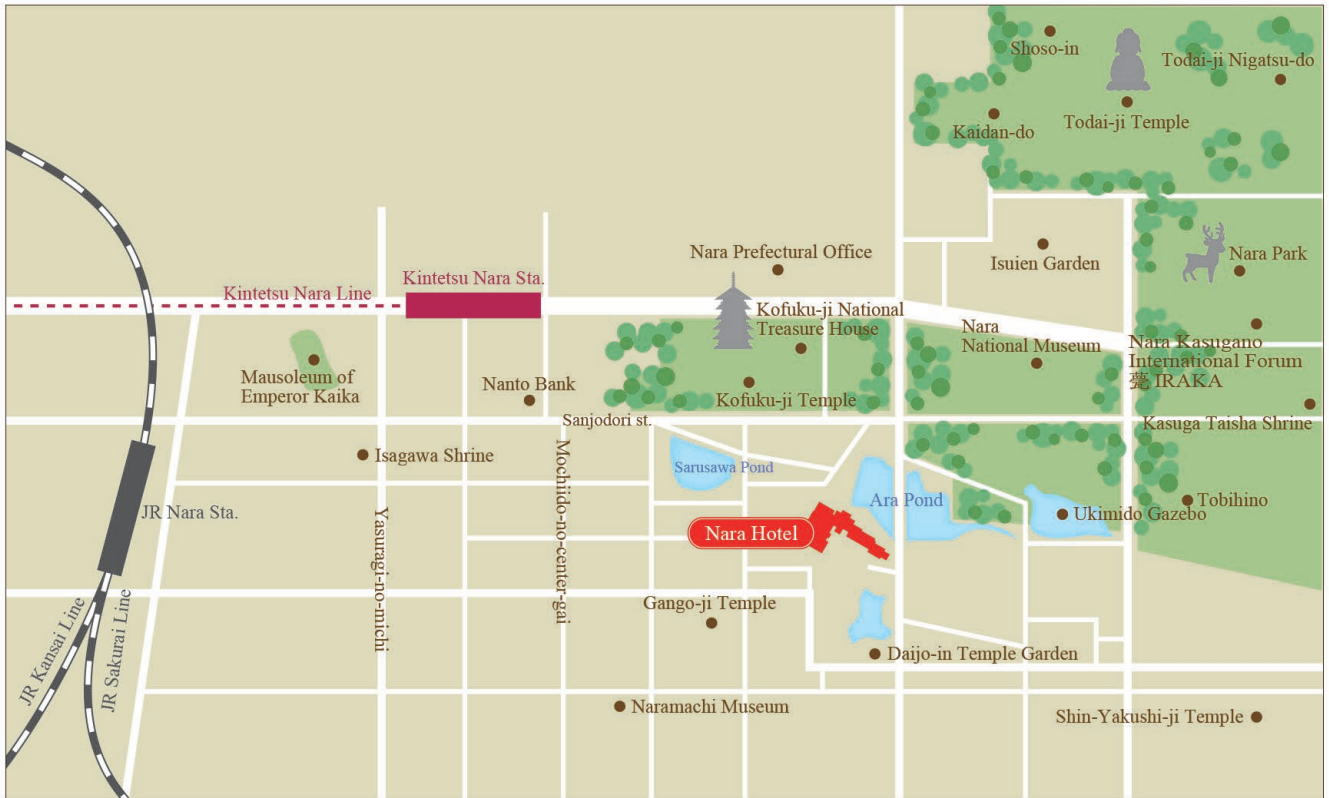 Shoso-in
Todai-ji Nigatsu-do
Kaidan-do
Todai-ji Temple
Nara Prefectural Office
Isuien Garden
Nara Park
Kintetsu Nara Sta.
Kintetsu Nara Line
Kofuku-ji National
Treasure House
Nara
National Museum
Nara Kasugano
International Forum
甍 IRAKA
Mausoleum of
Emperor Kaika
Nanto Bank
Kofuku-ji Temple
Sanjodori st.
Kasuga Taisha Shrine
Isagawa Shrine
Sarusawa Pond
Mochiido-no-center-gai
Yasuragi-no-michi
Ara Pond
Tobihino
Ukimido Gazebo
JR Nara Sta.
Nara Hotel
JR Kansai Line
JR Sakurai Line
Gango-ji Temple
Daijo-in Temple Garden
Naramachi Museum
Shin-Yakushi-ji Temple